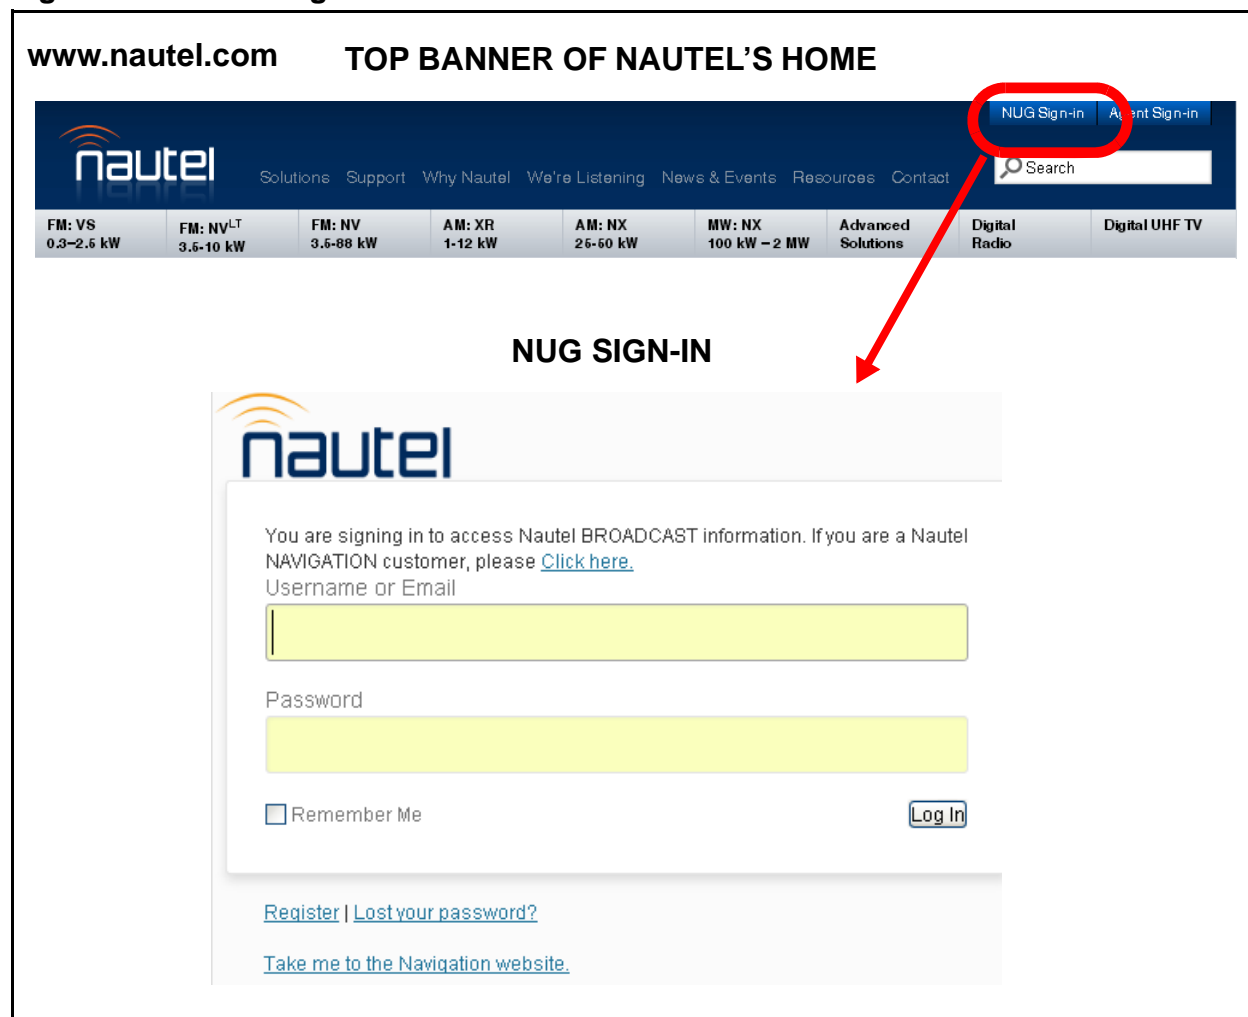 www.nautel.com TOP BANNER OF NAUTEL'S HOME
NUG Sign-in Agent Sign-in
nautel
Solutions Support Why Nautel We're Listening News & Events Resources Contact
Search
FM: VS
0.3–2.5 kW
FM: NVLT
3.5-10 kW
FM: NV
3.5-88 kW
AM: XR
1-12 kW
AM: NX
25-50 kW
MW: NX
100 kW – 2 MW
Advanced
Solutions
Digital
Radio
Digital UHF TV
NUG SIGN-IN
nautel
You are signing in to access Nautel BROADCAST information. If you are a Nautel
NAVIGATION customer, please Click here.
Username or Email
Password
Remember Me
Log In
Register | Lost your password?
Take me to the Navigation website.